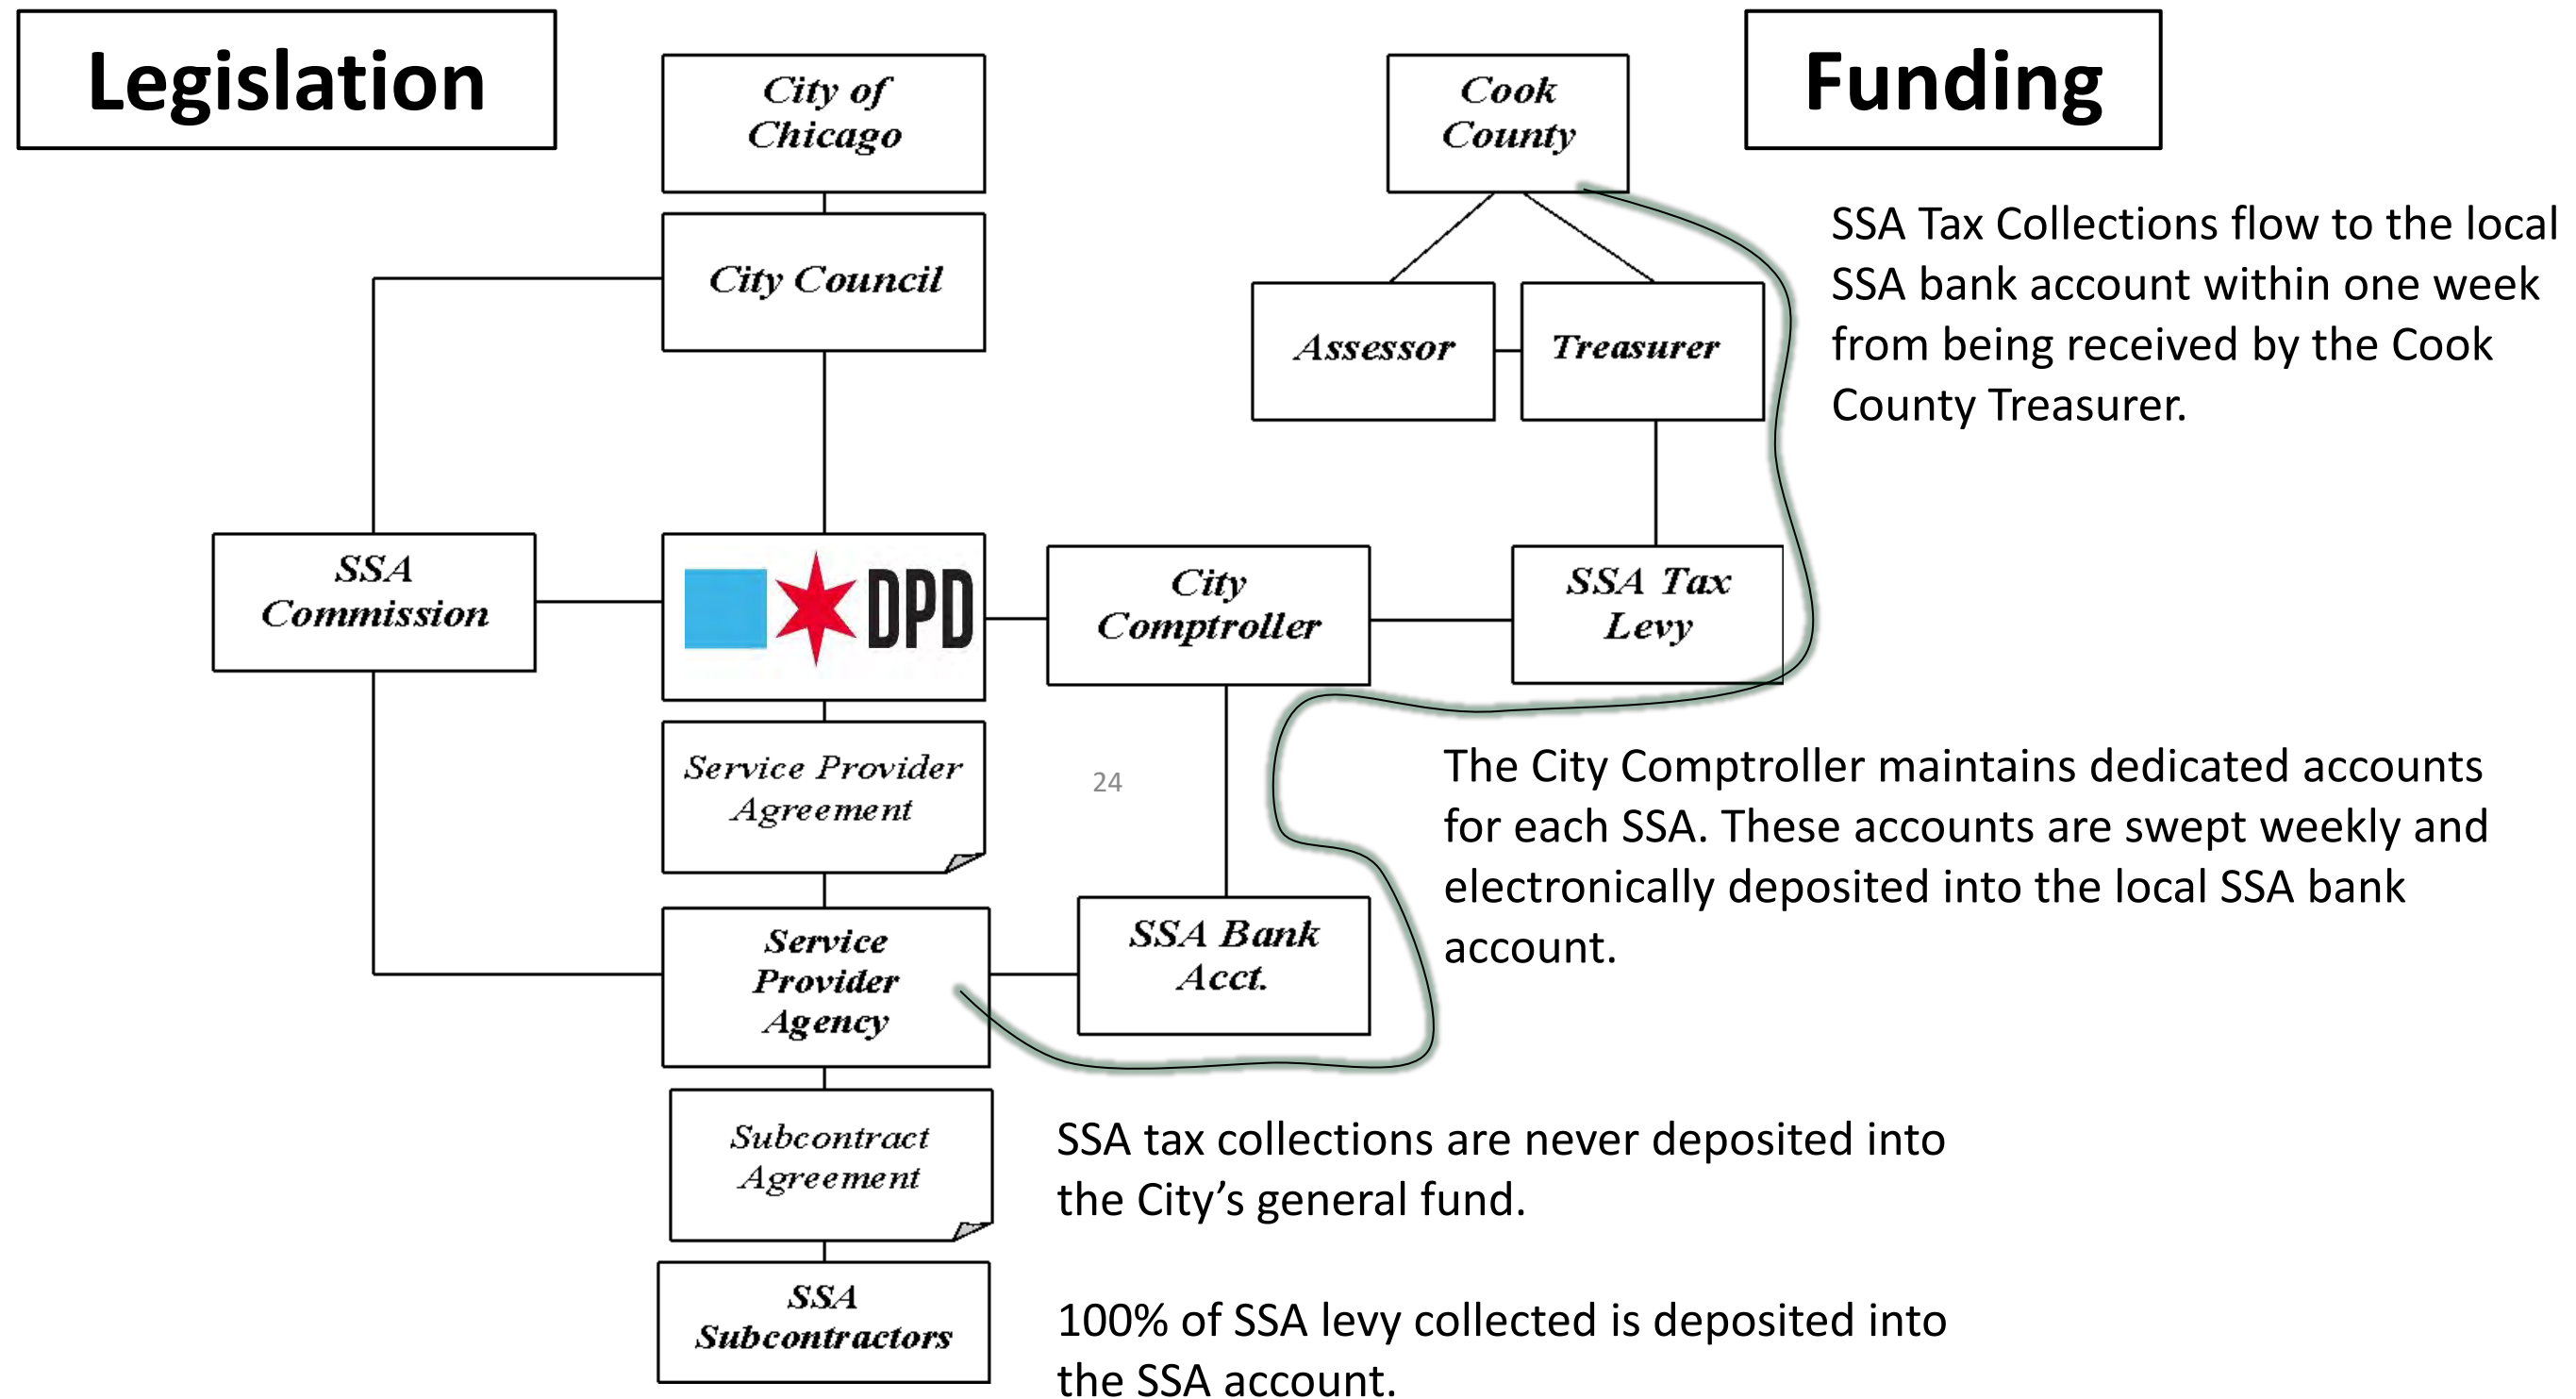 Legislation
City of
Chicago
Cook
County
Funding
City Council
SSA Tax Collections flow to the local
SSA bank account within one week
from being received by the Cook
County Treasurer.
Assessor
Treasurer
SSA
Commission
DPD
City
Comptroller
SSA Tax
Levy
Service Provider
Agreement
24
The City Comptroller maintains dedicated accounts
for each SSA. These accounts are swept weekly and
electronically deposited into the local SSA bank
account.
Service
Provider
Agency
SSA Bank
Acct.
Subcontract
Agreement
SSA tax collections are never deposited into
the City’s general fund.
SSA
Subcontractors
100% of SSA levy collected is deposited into
the SSA account.